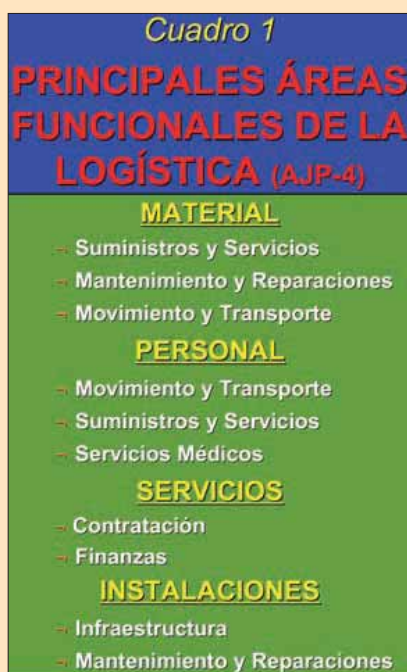 Cuadro 1
PRINCIPALES ÁREAS
FUNCIONALES DE LA
LOGÍSTICA (AJP-4)
MATERIAL
→ Suministros y Servicios
→ Mantenimiento y Reparaciones
→ Movimiento y Transporte
PERSONAL
→ Movimiento y Transporte
→ Suministros y Servicios
→ Servicios Médicos
SERVICIOS
→ Contratación
→ Finanzas
INSTALACIONES
→ Infraestructura
→ Mantenimiento y Reparaciones